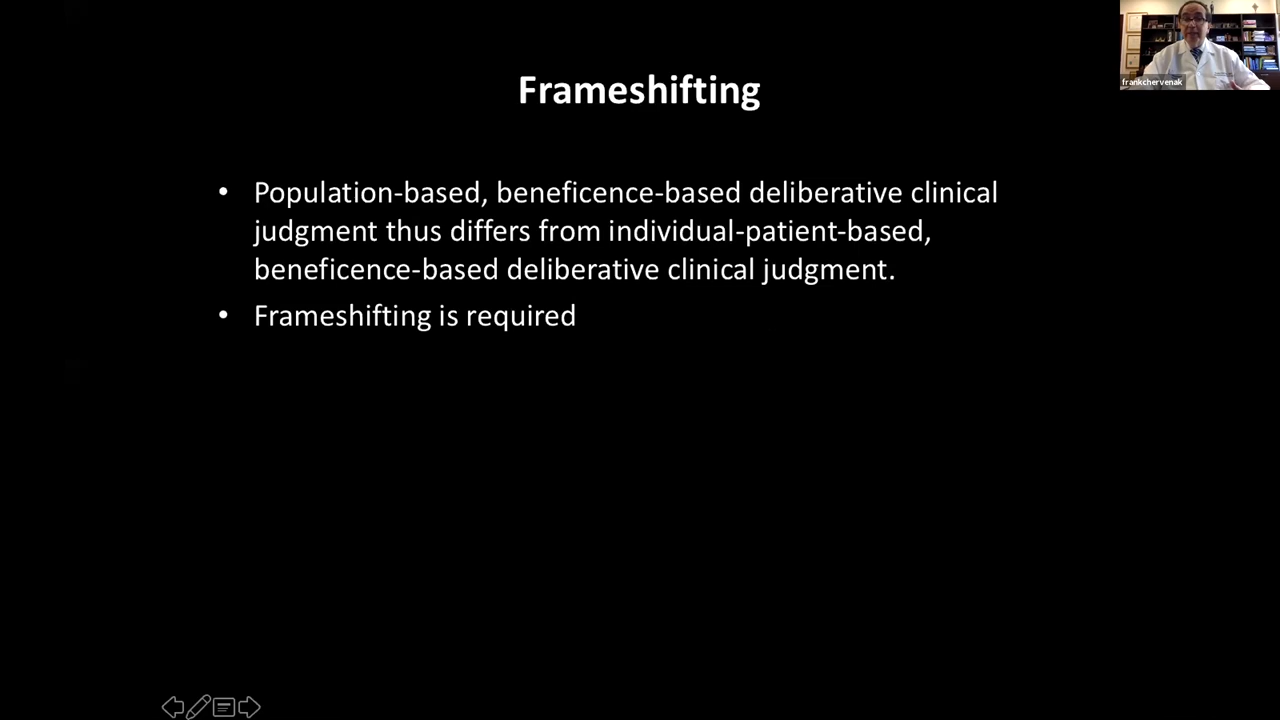 Frameshifting
frankchervenak
• Population-based, beneficence-based deliberative clinical
judgment thus differs from individual-patient-based,
beneficence-based deliberative clinical judgment.
• Frameshifting is required